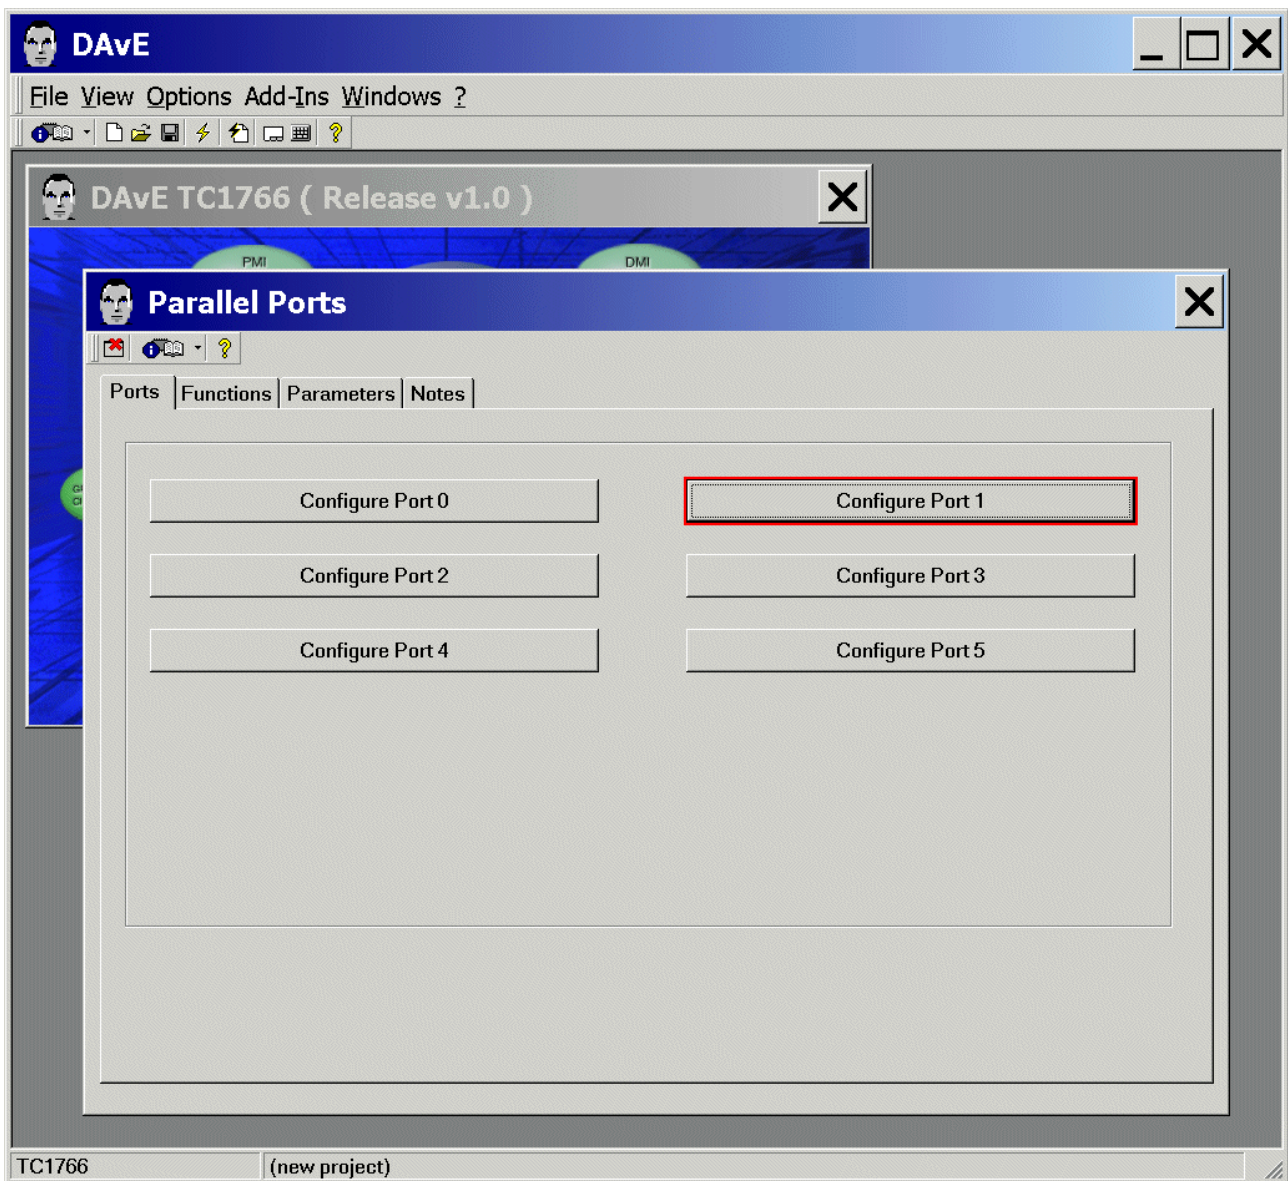 DAvE
File View Options Add-Ins Windows ?
DAvE TC1766 ( Release v1.0 )
PMI DMI
Parallel Ports
Ports Functions Parameters Notes
Configure Port 0 Configure Port 1
Configure Port 2 Configure Port 3
Configure Port 4 Configure Port 5
TC1766 (new project)